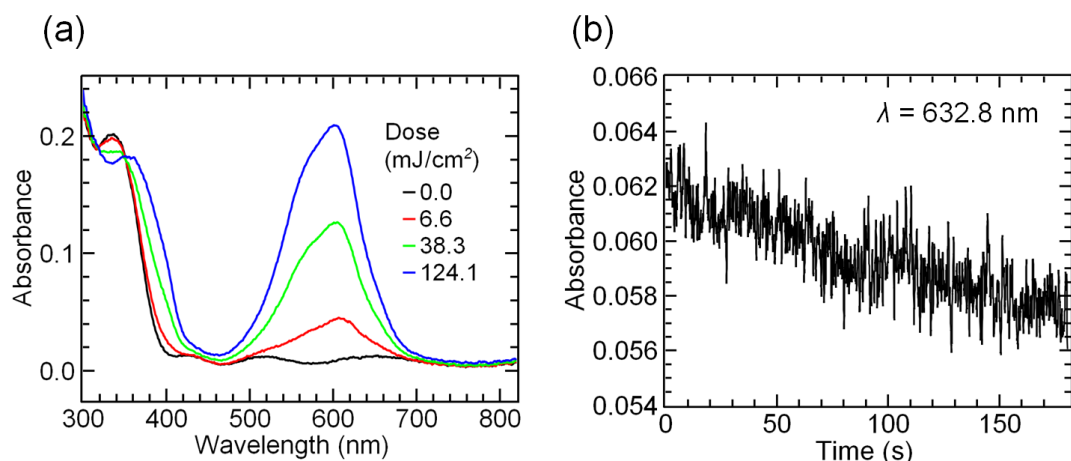 (a)
Absorbance
0.2
0.1
0.0
300 400 500 600 700 800
Wavelength (nm)
Dose
(mJ/cm²)
0.0
6.6
38.3
124.1
(b)
Absorbance
0.066
0.064
0.062
0.060
0.058
0.056
0.054
0 50 100 150
Time (s)
λ = 632.8 nm